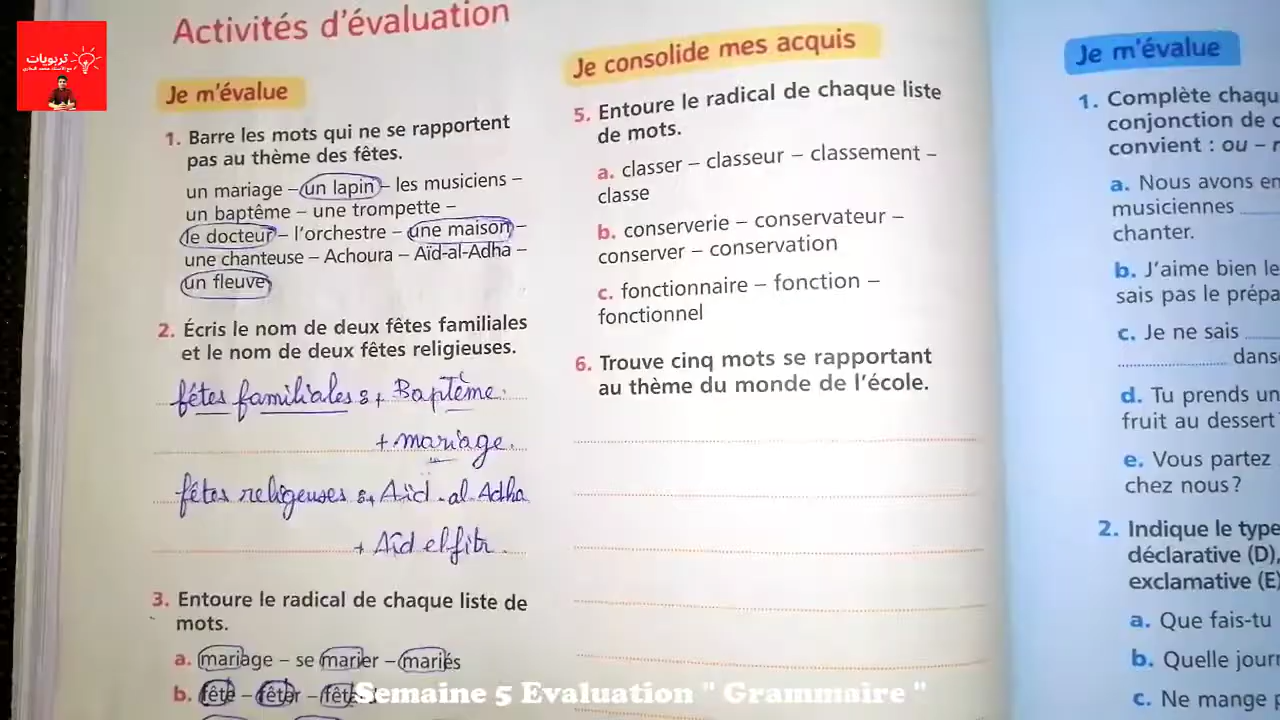 تربويات
Activités d'évaluation
Je m'évalue
1. Barre les mots qui ne se rapportent
pas au thème des fêtes.
un mariage – un lapin – les musiciens –
un baptême – une trompette –
le docteur – l'orchestre – une maison –
une chanteuse – Achoura – Aïd-al-Adha –
un fleuve
2. Écris le nom de deux fêtes familiales
et le nom de deux fêtes religieuses.
fêtes familiales : + Baptême.
+ mariage.
fêtes religeuses : + Aïd-al-Adha
+ Aïd el fitr.
3. Entoure le radical de chaque liste de
mots.
a. mariage – se marier – mariés
b. fête – fêter –
Je consolide mes acquis
5. Entoure le radical de chaque liste
de mots.
a. classer – classeur – classement –
classe
b. conserverie – conservateur –
conserver – conservation
c. fonctionnaire – fonction –
fonctionnel
6. Trouve cinq mots se rapportant
au thème du monde de l'école.
Je m'évalue
1. Complète chaqu
conjonction de c
convient : ou – n
a. Nous avons en
musiciennes
chanter.
b. J'aime bien le
sais pas le prépa
c. Je ne sais
dans
d. Tu prends un
fruit au dessert
e. Vous partez
chez nous ?
2. Indique le type
déclarative (D),
exclamative (E)
a. Que fais-tu
b. Quelle journ
c. Ne mange p
Semaine 5 Evaluation " Grammaire "